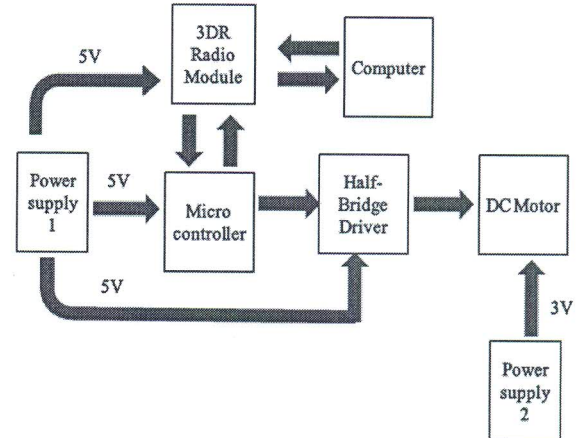 3DR
Radio
Module
Computer
5V
Power
supply
1
5V
Micro
controller
Half-
Bridge
Driver
DC Motor
5V
3V
Power
supply
2